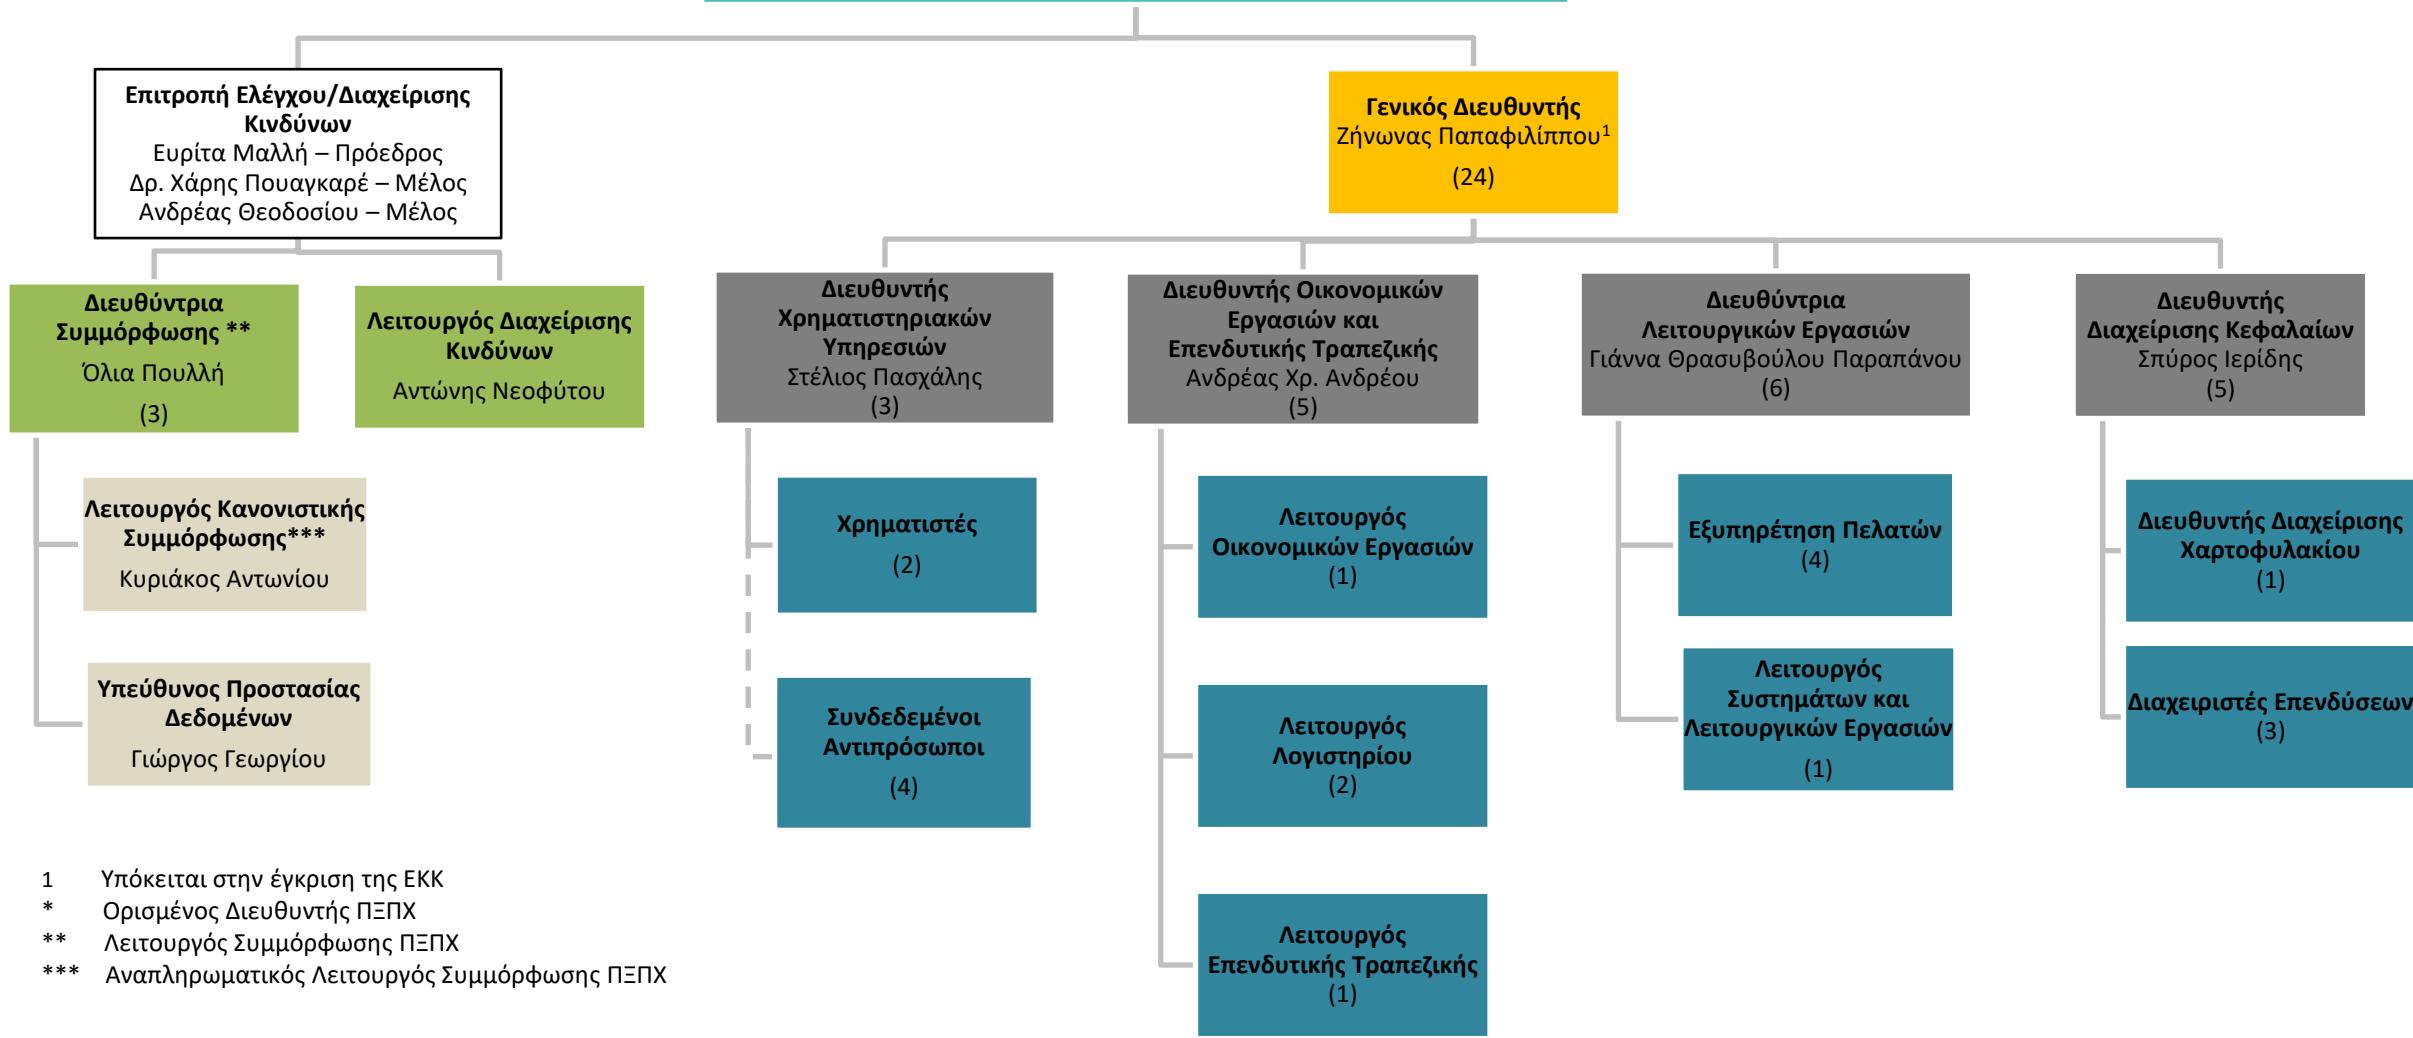 Επιτροπή Ελέγχου/Διαχείρισης
Κινδύνων
Ευρίτα Μαλλή – Πρόεδρος
Δρ. Χάρης Πουαγκαρέ – Μέλος
Ανδρέας Θεοδοσίου – Μέλος
Γενικός Διευθυντής
Ζήνωνας Παπαφιλίππου1
(24)
Διευθύντρια
Συμμόρφωσης **
Όλια Πουλλή
(3)
Λειτουργός Διαχείρισης
Κινδύνων
Αντώνης Νεοφύτου
Διευθυντής
Χρηματιστηριακών
Υπηρεσιών
Στέλιος Πασχάλης
(3)
Διευθυντής Οικονομικών
Εργασιών και
Επενδυτικής Τραπεζικής
Ανδρέας Χρ. Ανδρέου
(5)
Διευθύντρια
Λειτουργικών Εργασιών
Γιάννα Θρασυβούλου Παραπάνου
(6)
Διευθυντής
Διαχείρισης Κεφαλαίων
Σπύρος Ιερίδης
(5)
Λειτουργός Κανονιστικής
Συμμόρφωσης***
Κυριάκος Αντωνίου
Χρηματιστές
(2)
Λειτουργός
Οικονομικών Εργασιών
(1)
Εξυπηρέτηση Πελατών
(4)
Διευθυντής Διαχείρισης
Χαρτοφυλακίου
(1)
Υπεύθυνος Προστασίας
Δεδομένων
Γιώργος Γεωργίου
Συνδεδεμένοι
Αντιπρόσωποι
(4)
Λειτουργός
Λογιστηρίου
(2)
Λειτουργός
Συστημάτων και
Λειτουργικών Εργασιών
(1)
Διαχειριστές Επενδύσεων
(3)
Λειτουργός
Επενδυτικής Τραπεζικής
(1)
1 Υπόκειται στην έγκριση της ΕΚΚ
* Ορισμένος Διευθυντής ΠΞΠΧ
** Λειτουργός Συμμόρφωσης ΠΞΠΧ
*** Αναπληρωματικός Λειτουργός Συμμόρφωσης ΠΞΠΧ